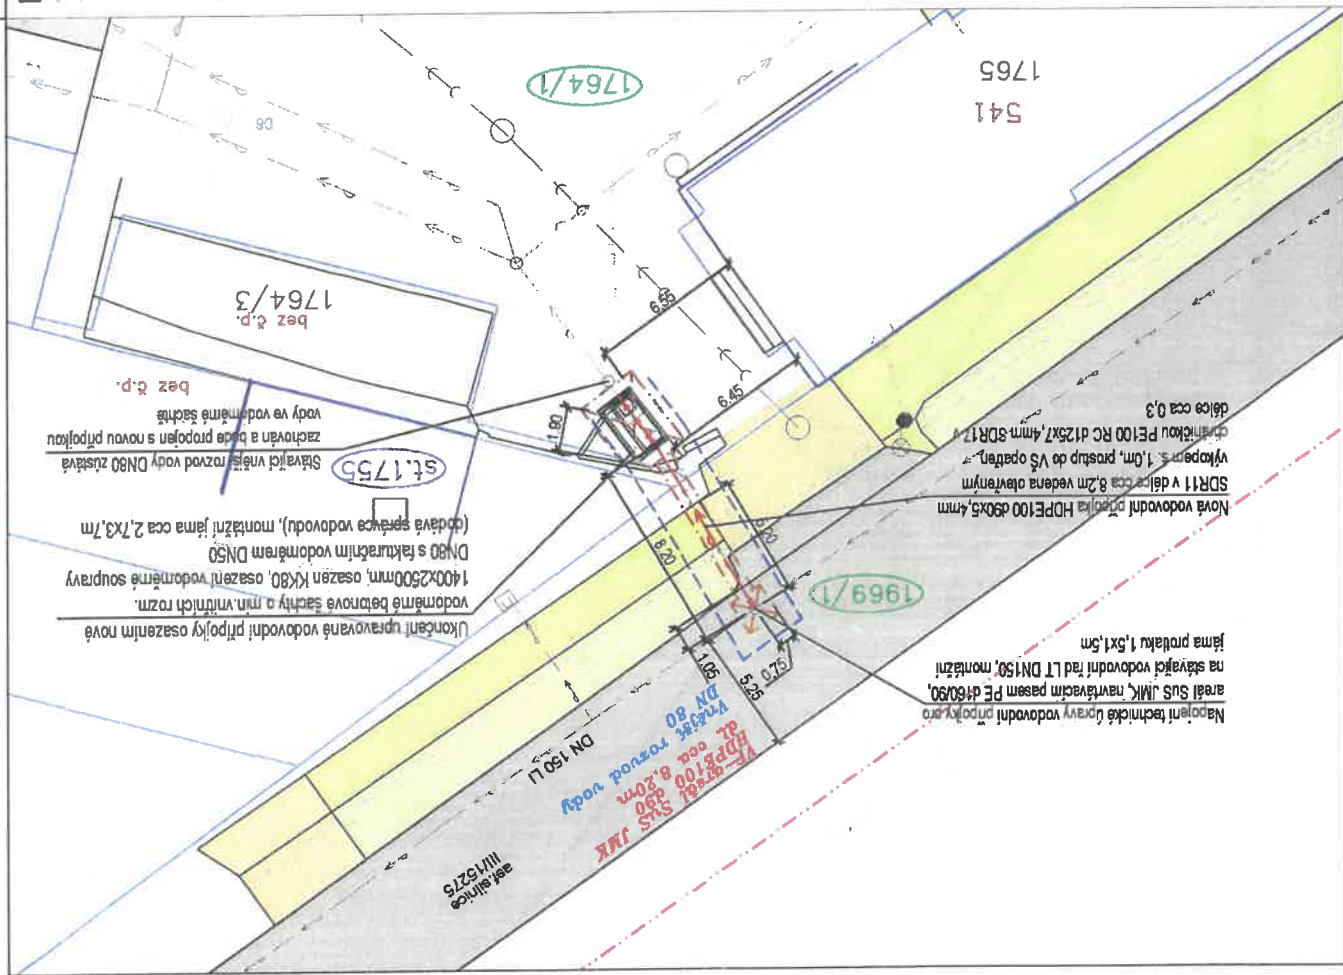 Napojení technické úpravy vodovodní přípojky pro
areál SuS JMK, navrtávacím pasem PE d160/90,
na stávající vodovodní řad LT DN150, montážní
jáma protlaku 1,5x1,5m
asf.silnice
III/15275
VP-areál SuS JMK
HDPE100 d90
dl. cca 8,20m
Vnější rozvod vody
DN 80
DN 150 LI
0.75
5.25
1.05
1969/1
Ukončení upravované vodovodní přípojky osazením nové
vodoměrné betonové šachty o min.vnitřních rozm.
1400x2500mm, osazen KK80, osazení vodoměrné soupravy
DN80 s fakturačním vodoměrem DN50
(dodává správce vodovodu), montážní jáma cca 2,7x3,7m
8.20
Nová vodovodní přípojka HDPE100 d90x5,4mm
SDR11 v délce cca 8,2m vedena otevřeným
výkopem š. 1,0m, prostup do VŠ opatřen
chráničkou PE100 RC d125x7,4mm SDR17 v
délce cca 0,3
st.1755
Stávající vnější rozvod vody DN80 zůstává
zachován a bude propojen s novou přípojkou
vody ve vodoměrné šachtě
bez č.p.
1.90
6.45
6.55
bez č.p.
1764/3
541
1765
1764/1